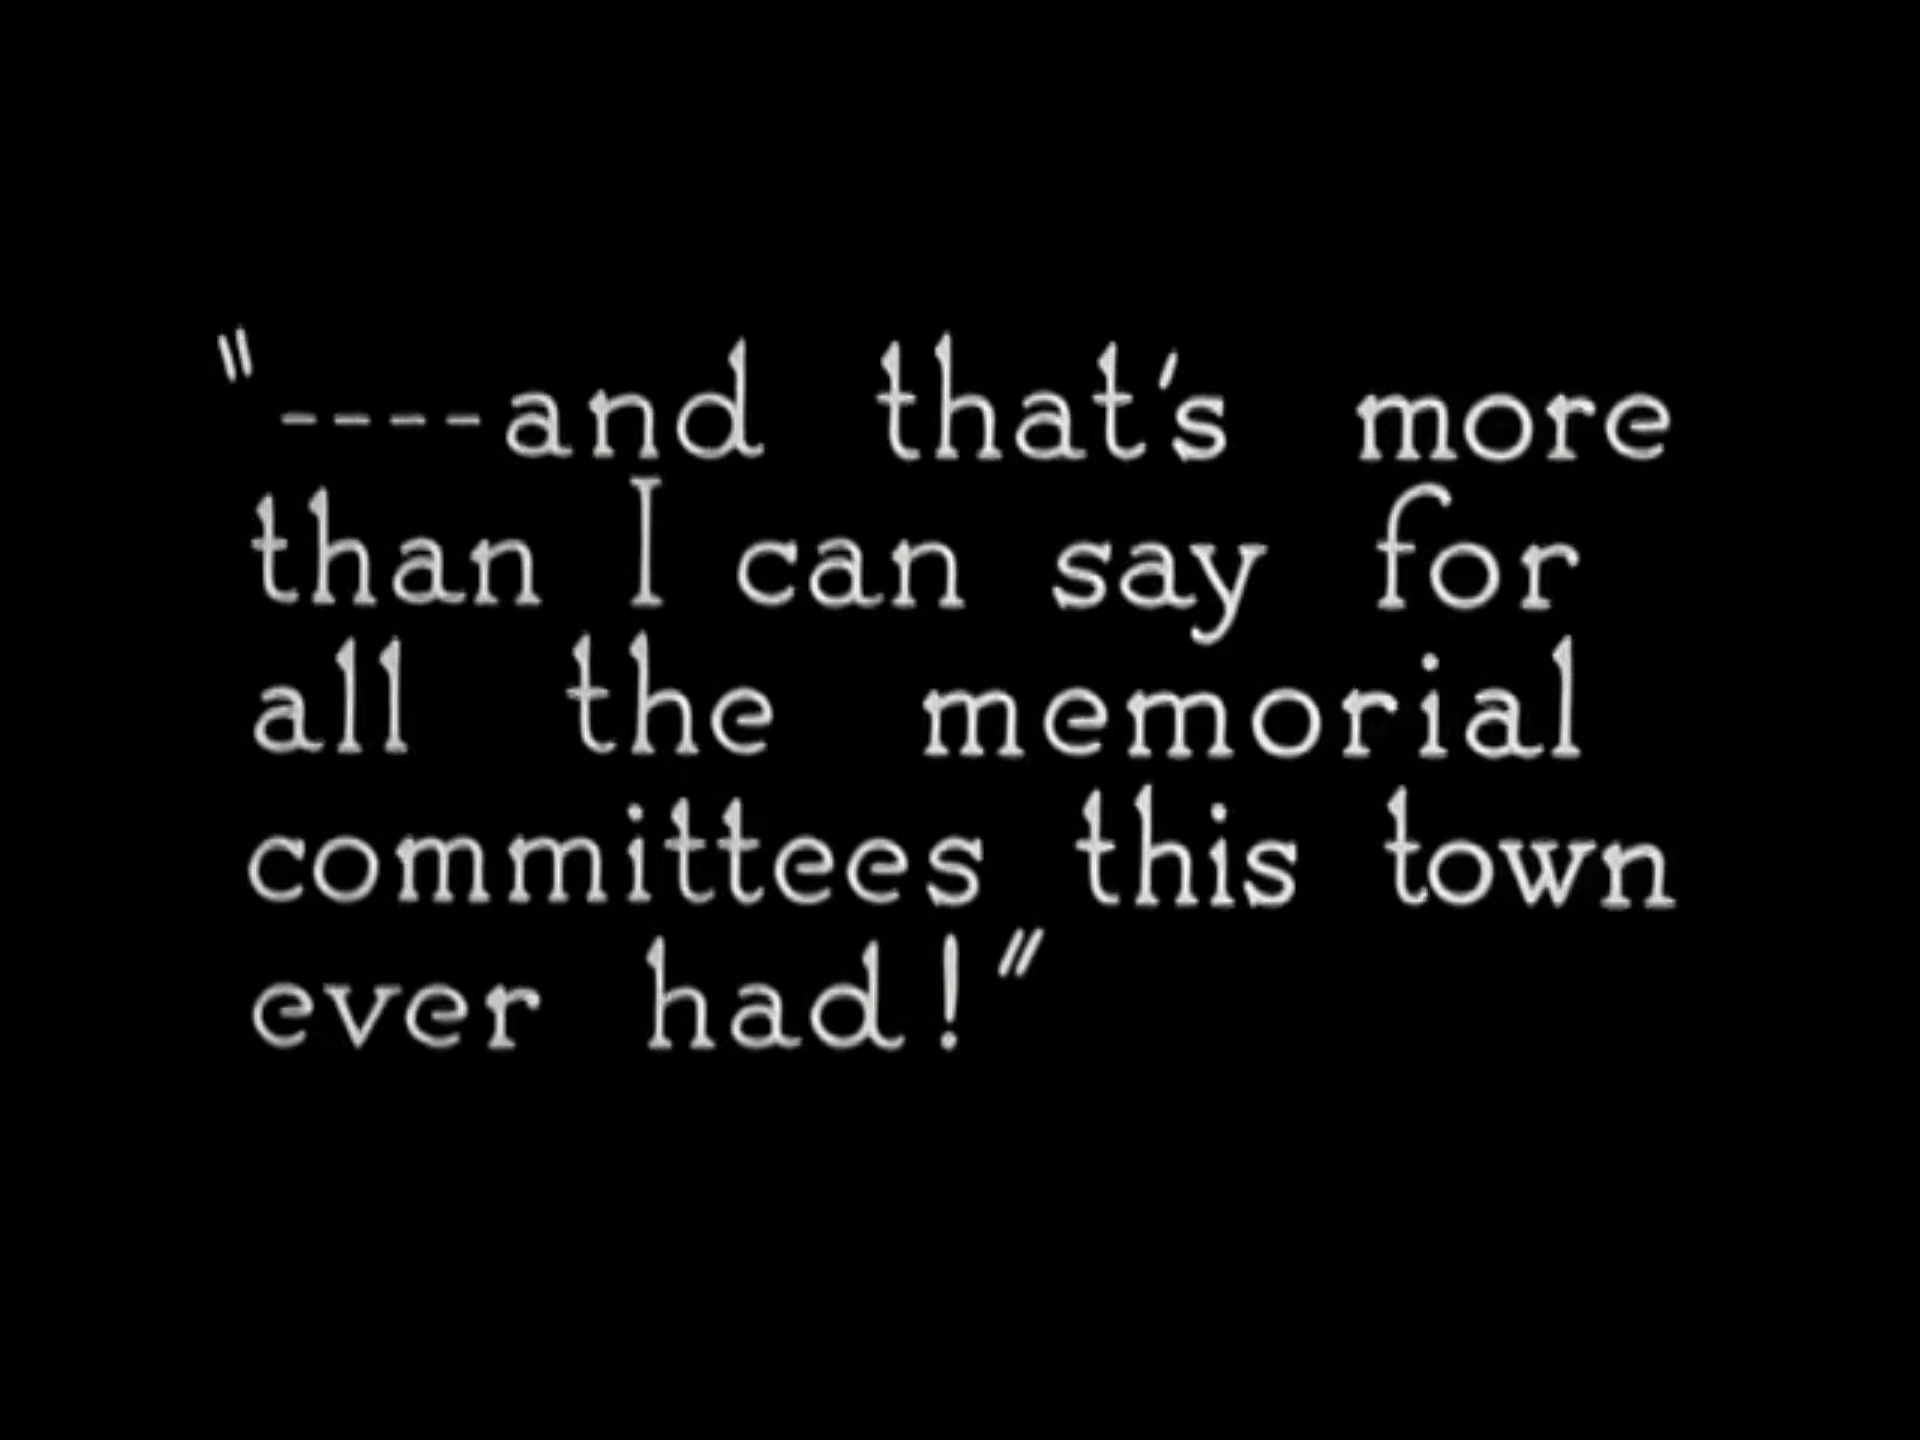 "----and that's more
than I can say for
all the memorial
committees this town
ever had!"